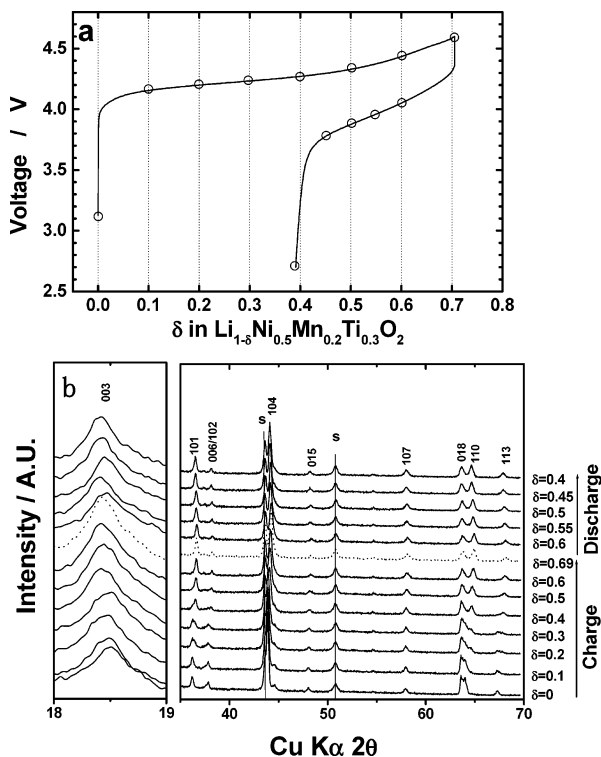 a
Voltage / V
4.5
4.0
3.5
3.0
2.5
0.0 0.1 0.2 0.3 0.4 0.5 0.6 0.7 0.8
δ in Li1-δNi0.5Mn0.2Ti0.3O2
b
Intensity / A.U.
003
101
006/102
s
104
015
s
107
018
110
113
δ=0.4
δ=0.45
δ=0.5
δ=0.55
δ=0.6
δ=0.69
δ=0.6
δ=0.5
δ=0.4
δ=0.3
δ=0.2
δ=0.1
δ=0
Discharge
Charge
18 19 40 50 60 70
Cu Kα 2θ